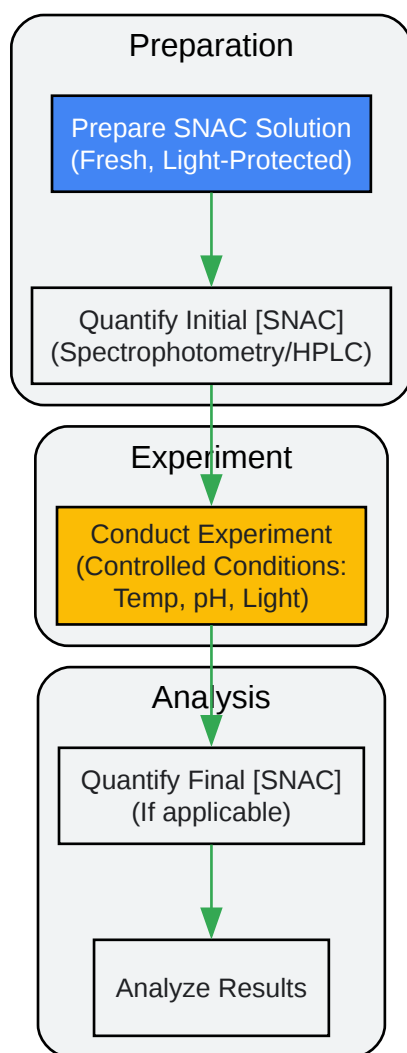 Preparation
Prepare SNAC Solution
(Fresh, Light-Protected)
Quantify Initial [SNAC]
(Spectrophotometry/HPLC)
Experiment
Conduct Experiment
(Controlled Conditions:
Temp, pH, Light)
Analysis
Quantify Final [SNAC]
(If applicable)
Analyze Results